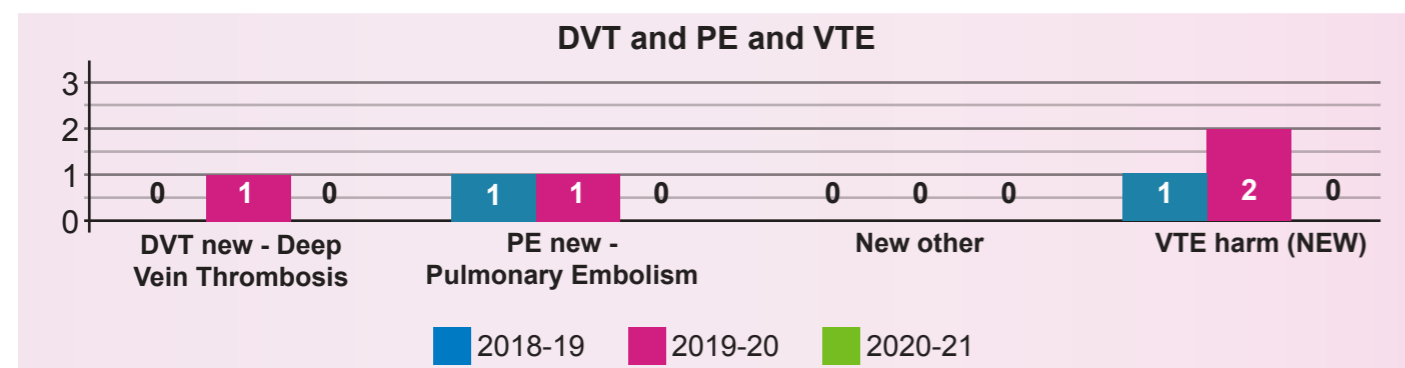 DVT and PE and VTE
3
2
1
0
0 1 0 1 1 0 0 0 0 1 2 0
DVT new - Deep
Vein Thrombosis
PE new -
Pulmonary Embolism
New other
VTE harm (NEW)
2018-19 2019-20 2020-21